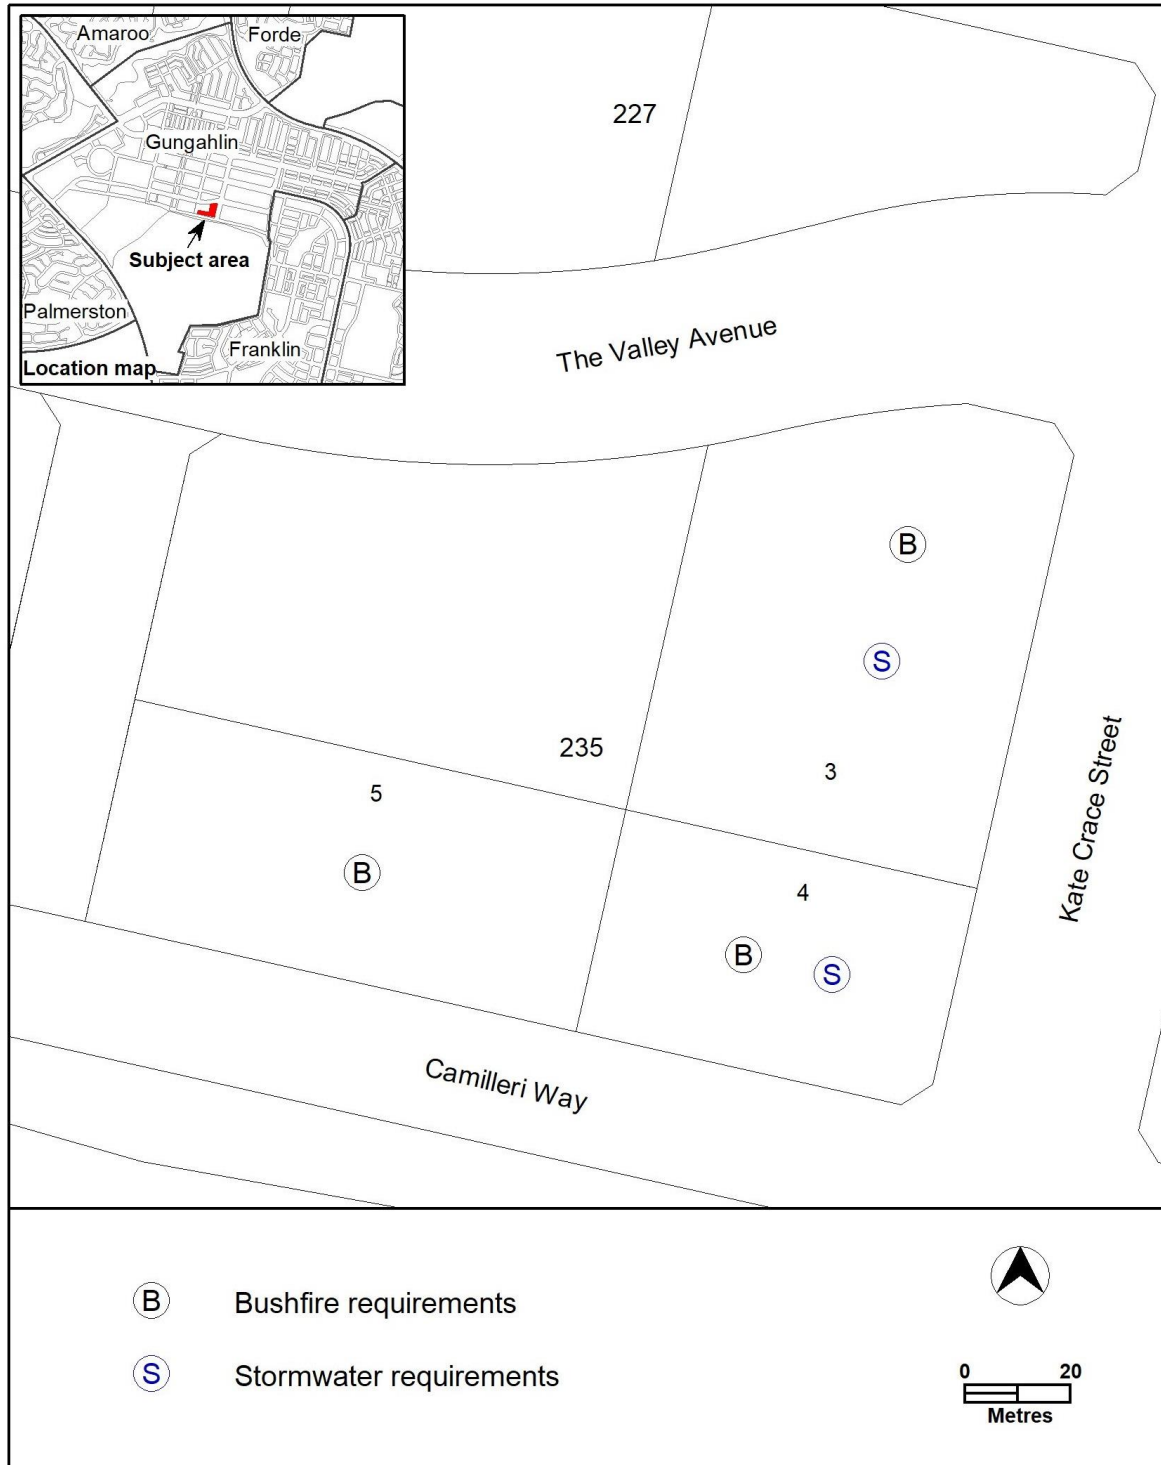 Amaroo
Forde
Gungahlin
Subject area
Palmerston
Franklin
Location map
227
The Valley Avenue
B
S
235
3
5
Kate Crace Street
B
4
B
S
Camilleri Way
B Bushfire requirements
S Stormwater requirements
0 20
Metres